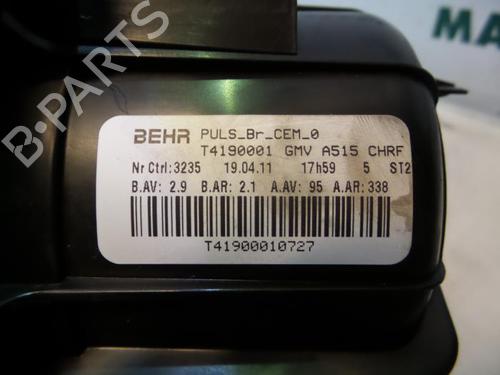 BEHR PULS_Br_CEM_0
T4190001 GMV A515 CHRF
Nr Ctrl:3235 19.04.11 17h59 5 ST2
B.AV: 2.9 B.AR: 2.1 A.AV: 95 A.AR:338
T41900010727
B-PARTS